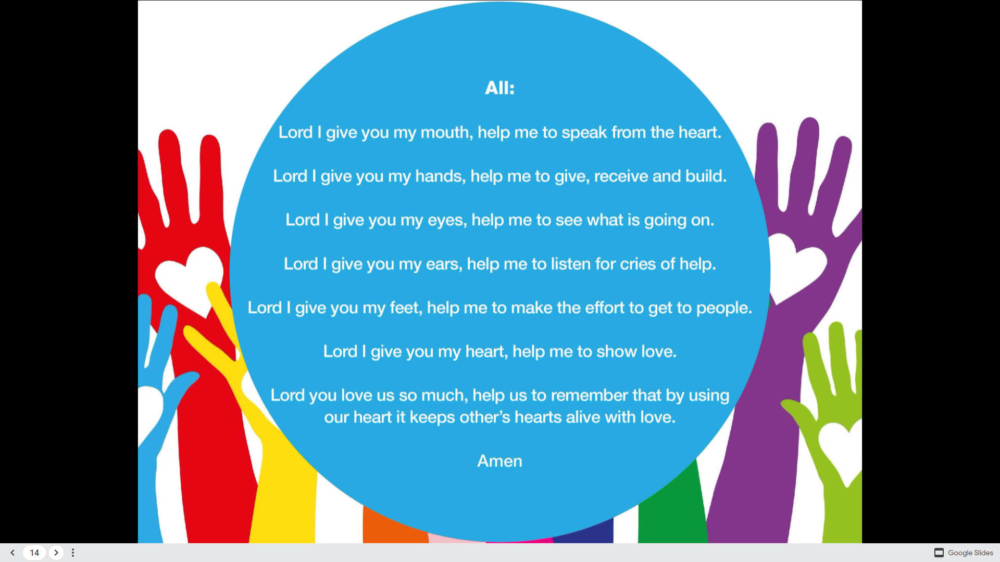 All:
Lord I give you my mouth, help me to speak from the heart.
Lord I give you my hands, help me to give, receive and build.
Lord I give you my eyes, help me to see what is going on.
Lord I give you my ears, help me to listen for cries of help.
Lord I give you my feet, help me to make the effort to get to people.
Lord I give you my heart, help me to show love.
Lord you love us so much, help us to remember that by using
our heart it keeps other’s hearts alive with love.
Amen
14
Google Slides